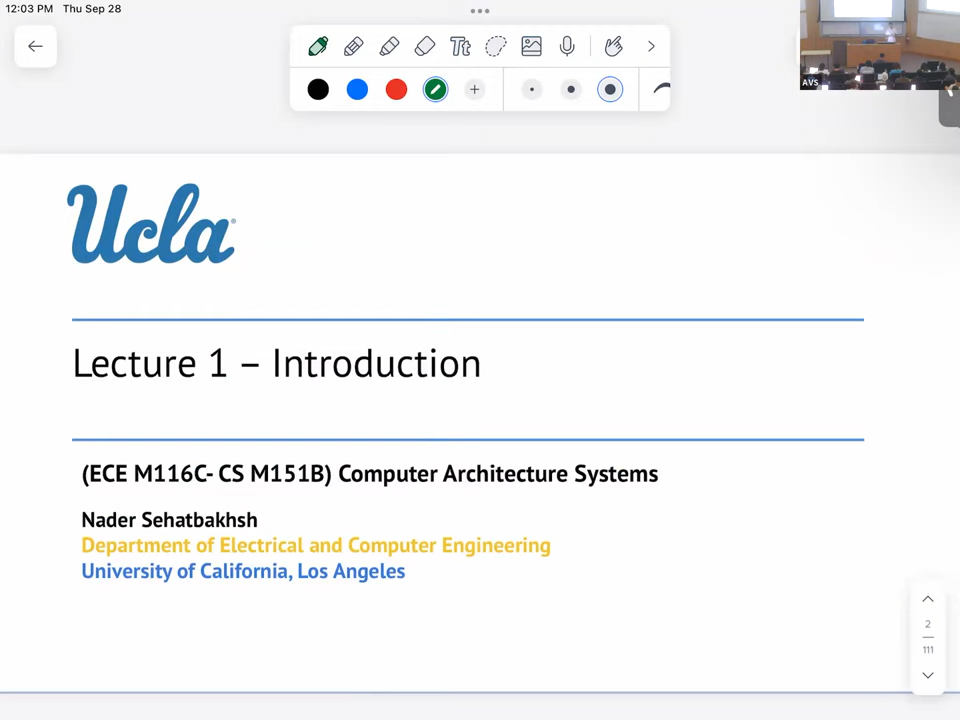 12:03 PM Thu Sep 28
Tt
AVS
Ucla
Lecture 1 – Introduction
(ECE M116C- CS M151B) Computer Architecture Systems
Nader Sehatbakhsh
Department of Electrical and Computer Engineering
University of California, Los Angeles
2
111